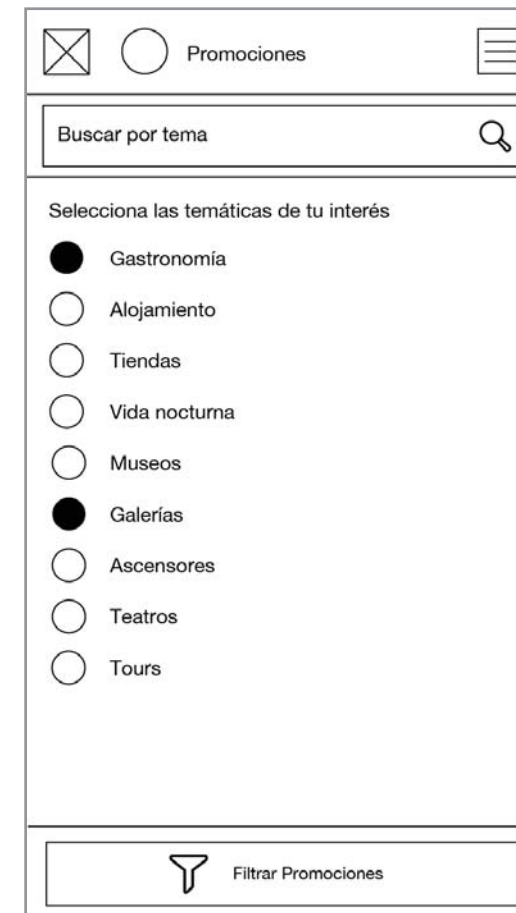 Promociones
Buscar por tema
Selecciona las temáticas de tu interés
Gastronomía
Alojamiento
Tiendas
Vida nocturna
Museos
Galerías
Ascensores
Teatros
Tours
Filtrar Promociones